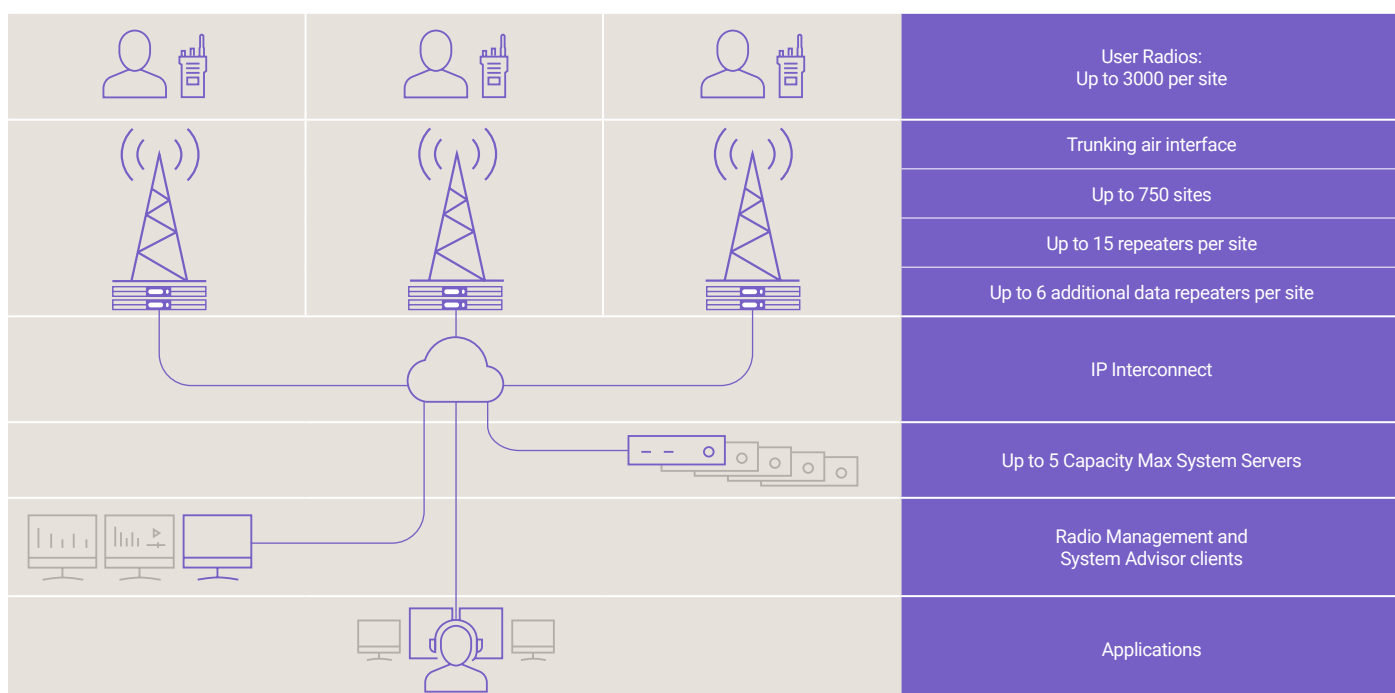 User Radios:
Up to 3000 per site
Trunking air interface
Up to 750 sites
Up to 15 repeaters per site
Up to 6 additional data repeaters per site
IP Interconnect
Up to 5 Capacity Max System Servers
Radio Management and
System Advisor clients
Applications